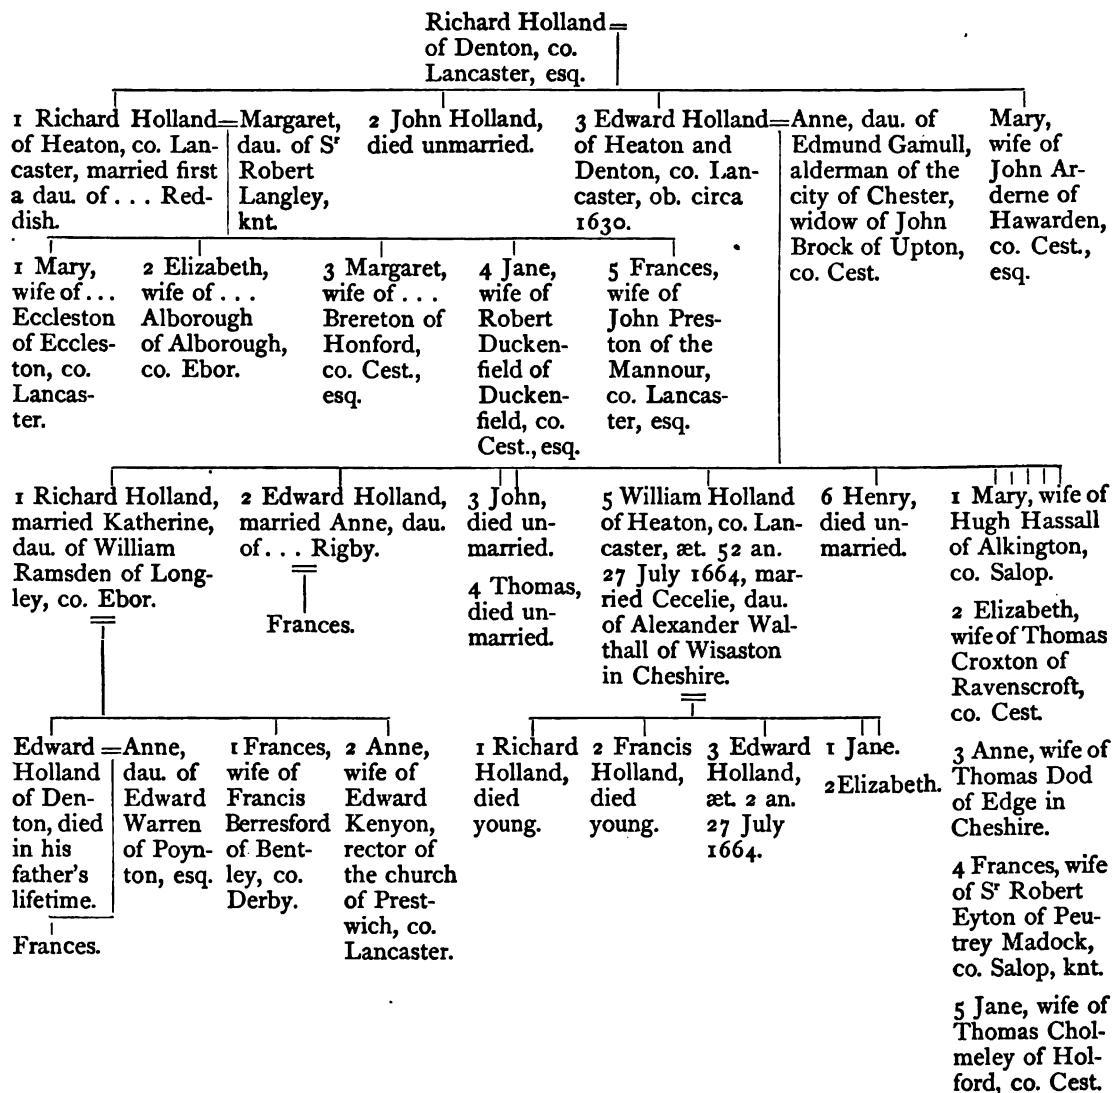 Richard Holland=
of Denton, co.
Lancaster, esq.
1 Richard Holland=
of Heaton, co. Lan-
caster, married first
a dau. of . . . Red-
dish.
Margaret,
dau. of Sʳ
Robert
Langley,
knt.
2 John Holland,
died unmarried.
3 Edward Holland=
of Heaton and
Denton, co. Lan-
caster, ob. circa
1630.
Anne, dau. of
Edmund Gamull,
alderman of the
city of Chester,
widow of John
Brock of Upton,
co. Cest.
Mary,
wife of
John Ar-
derne of
Hawarden,
co. Cest.,
esq.
1 Mary,
wife of . . .
Eccleston
of Eccles-
ton, co.
Lancas-
ter.
2 Elizabeth,
wife of . . .
Alborough
of Alborough,
co. Ebor.
3 Margaret,
wife of . . .
Brereton of
Honford,
co. Cest.,
esq.
4 Jane,
wife of
Robert
Ducken-
field of
Ducken-
field, co.
Cest., esq.
5 Frances,
wife of
John Pres-
ton of the
Mannour,
co. Lancas-
ter, esq.
1 Richard Holland,
married Katherine,
dau. of William
Ramsden of Long-
ley, co. Ebor.
=
2 Edward Holland,
married Anne, dau.
of . . . Rigby.
=
Frances.
3 John,
died un-
married.
4 Thomas,
died un-
married.
5 William Holland
of Heaton, co. Lan-
caster, æt. 52 an.
27 July 1664, mar-
ried Cecelie, dau.
of Alexander Wal-
thall of Wisaston
in Cheshire.
=
6 Henry,
died un-
married.
1 Mary, wife of
Hugh Hassall
of Alkington,
co. Salop.
2 Elizabeth,
wife of Thomas
Croxton of
Ravenscroft,
co. Cest.
3 Anne, wife of
Thomas Dod
of Edge in
Cheshire.
4 Frances, wife
of Sʳ Robert
Eyton of Peu-
trey Madock,
co. Salop, knt.
5 Jane, wife of
Thomas Chol-
meley of Hol-
ford, co. Cest.
Edward =
Holland
of Den-
ton, died
in his
father's
lifetime.
Anne,
dau. of
Edward
Warren
of Poyn-
ton, esq.
Frances.
1 Frances,
wife of
Francis
Berresford
of Bent-
ley, co.
Derby.
2 Anne,
wife of
Edward
Kenyon,
rector of
the church
of Prest-
wich, co.
Lancaster.
1 Richard
Holland,
died
young.
2 Francis
Holland,
died
young.
3 Edward
Holland,
æt. 2 an.
27 July
1664.
1 Jane.
2 Elizabeth.